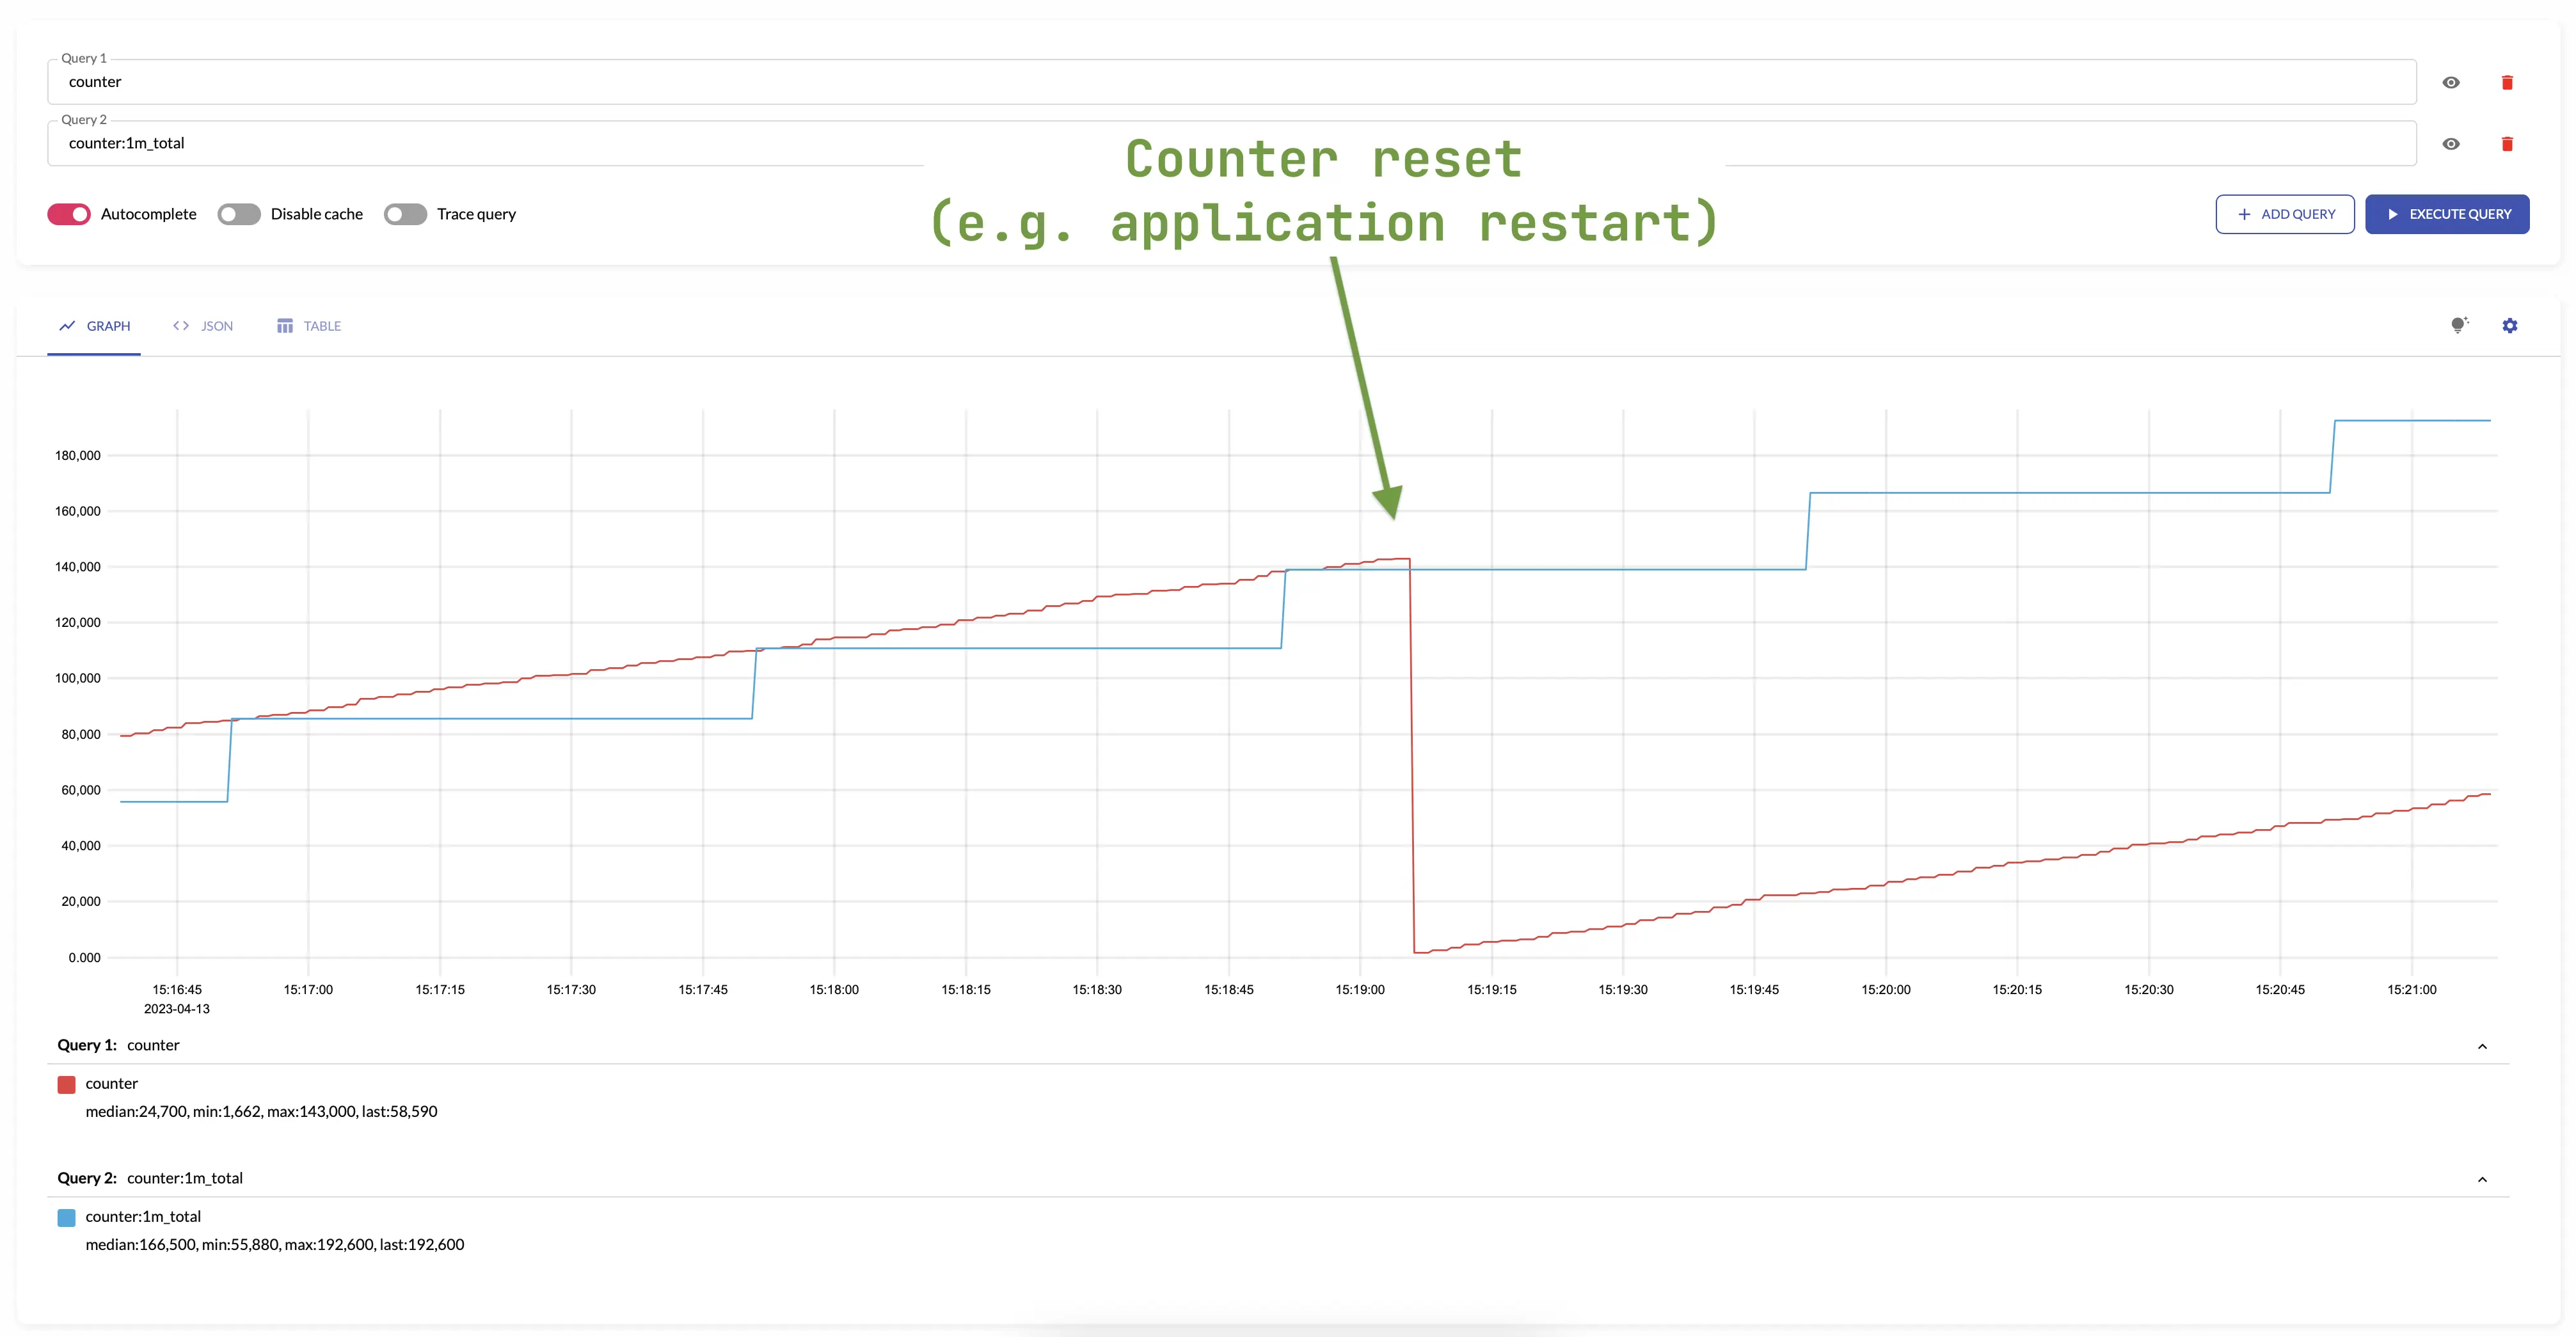 Query 1
counter
Query 2
counter:1m_total
Counter reset
(e.g. application restart)
Autocomplete Disable cache Trace query
ADD QUERY EXECUTE QUERY
GRAPH JSON TABLE
180,000
160,000
140,000
120,000
100,000
80,000
60,000
40,000
20,000
0.000
15:16:45 15:17:00 15:17:15 15:17:30 15:17:45 15:18:00 15:18:15 15:18:30 15:18:45 15:19:00 15:19:15 15:19:30 15:19:45 15:20:00 15:20:15 15:20:30 15:20:45 15:21:00
2023-04-13
Query 1: counter
counter
median:24,700, min:1,662, max:143,000, last:58,590
Query 2: counter:1m_total
counter:1m_total
median:166,500, min:55,880, max:192,600, last:192,600